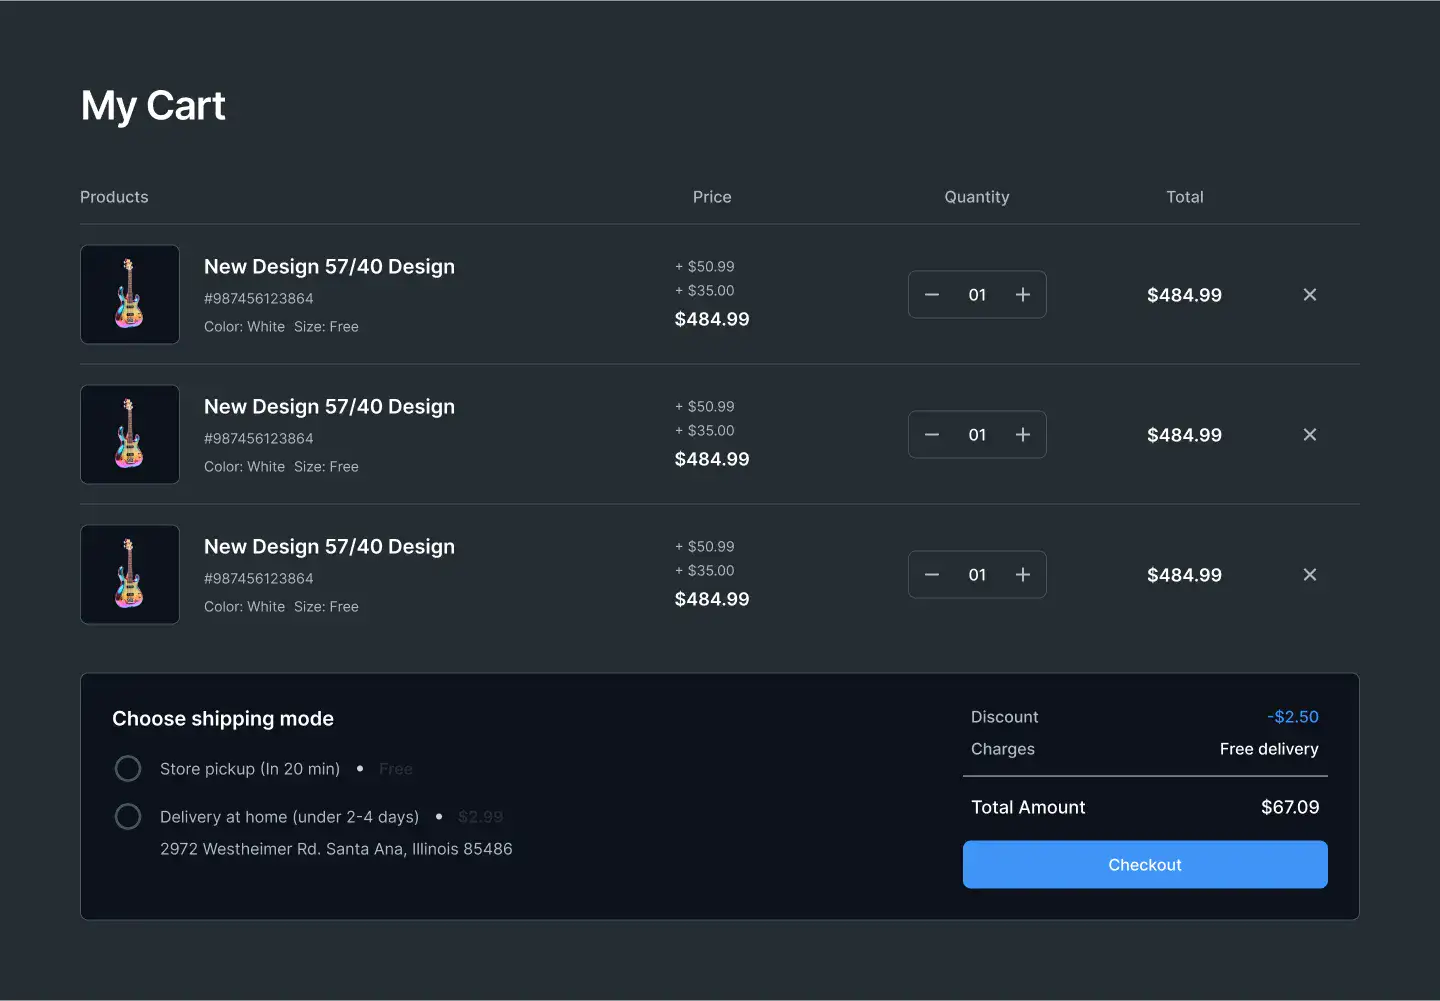 My Cart
Products Price Quantity Total
New Design 57/40 Design
#987456123864
Color: White Size: Free
+ $50.99
+ $35.00
$484.99
01
$484.99
New Design 57/40 Design
#987456123864
Color: White Size: Free
+ $50.99
+ $35.00
$484.99
01
$484.99
New Design 57/40 Design
#987456123864
Color: White Size: Free
+ $50.99
+ $35.00
$484.99
01
$484.99
Choose shipping mode
Store pickup (In 20 min) • Free
Delivery at home (under 2-4 days) • $2.99
2972 Westheimer Rd. Santa Ana, Illinois 85486
Discount -$2.50
Charges Free delivery
Total Amount $67.09
Checkout